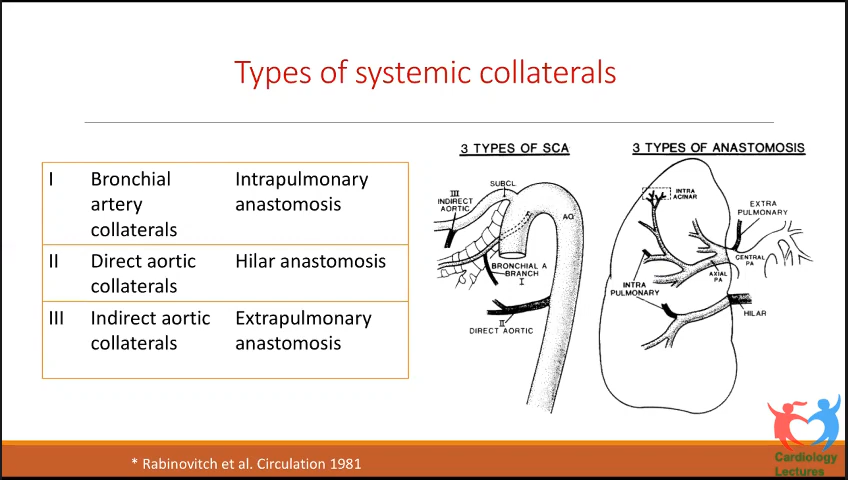 Types of systemic collaterals
I Bronchial Intrapulmonary
artery anastomosis
collaterals
II Direct aortic Hilar anastomosis
collaterals
III Indirect aortic Extrapulmonary
collaterals anastomosis
3 TYPES OF SCA
SUBCL
III
INDIRECT
AORTIC
AO
BRONCHIAL A
BRANCH
I
II
DIRECT AORTIC
3 TYPES OF ANASTOMOSIS
INTRA
ACINAR
EXTRA
PULMONARY
CENTRAL
PA
AXIAL
PA
INTRA
PULMONARY
HILAR
* Rabinovitch et al. Circulation 1981
Cardiology
Lectures